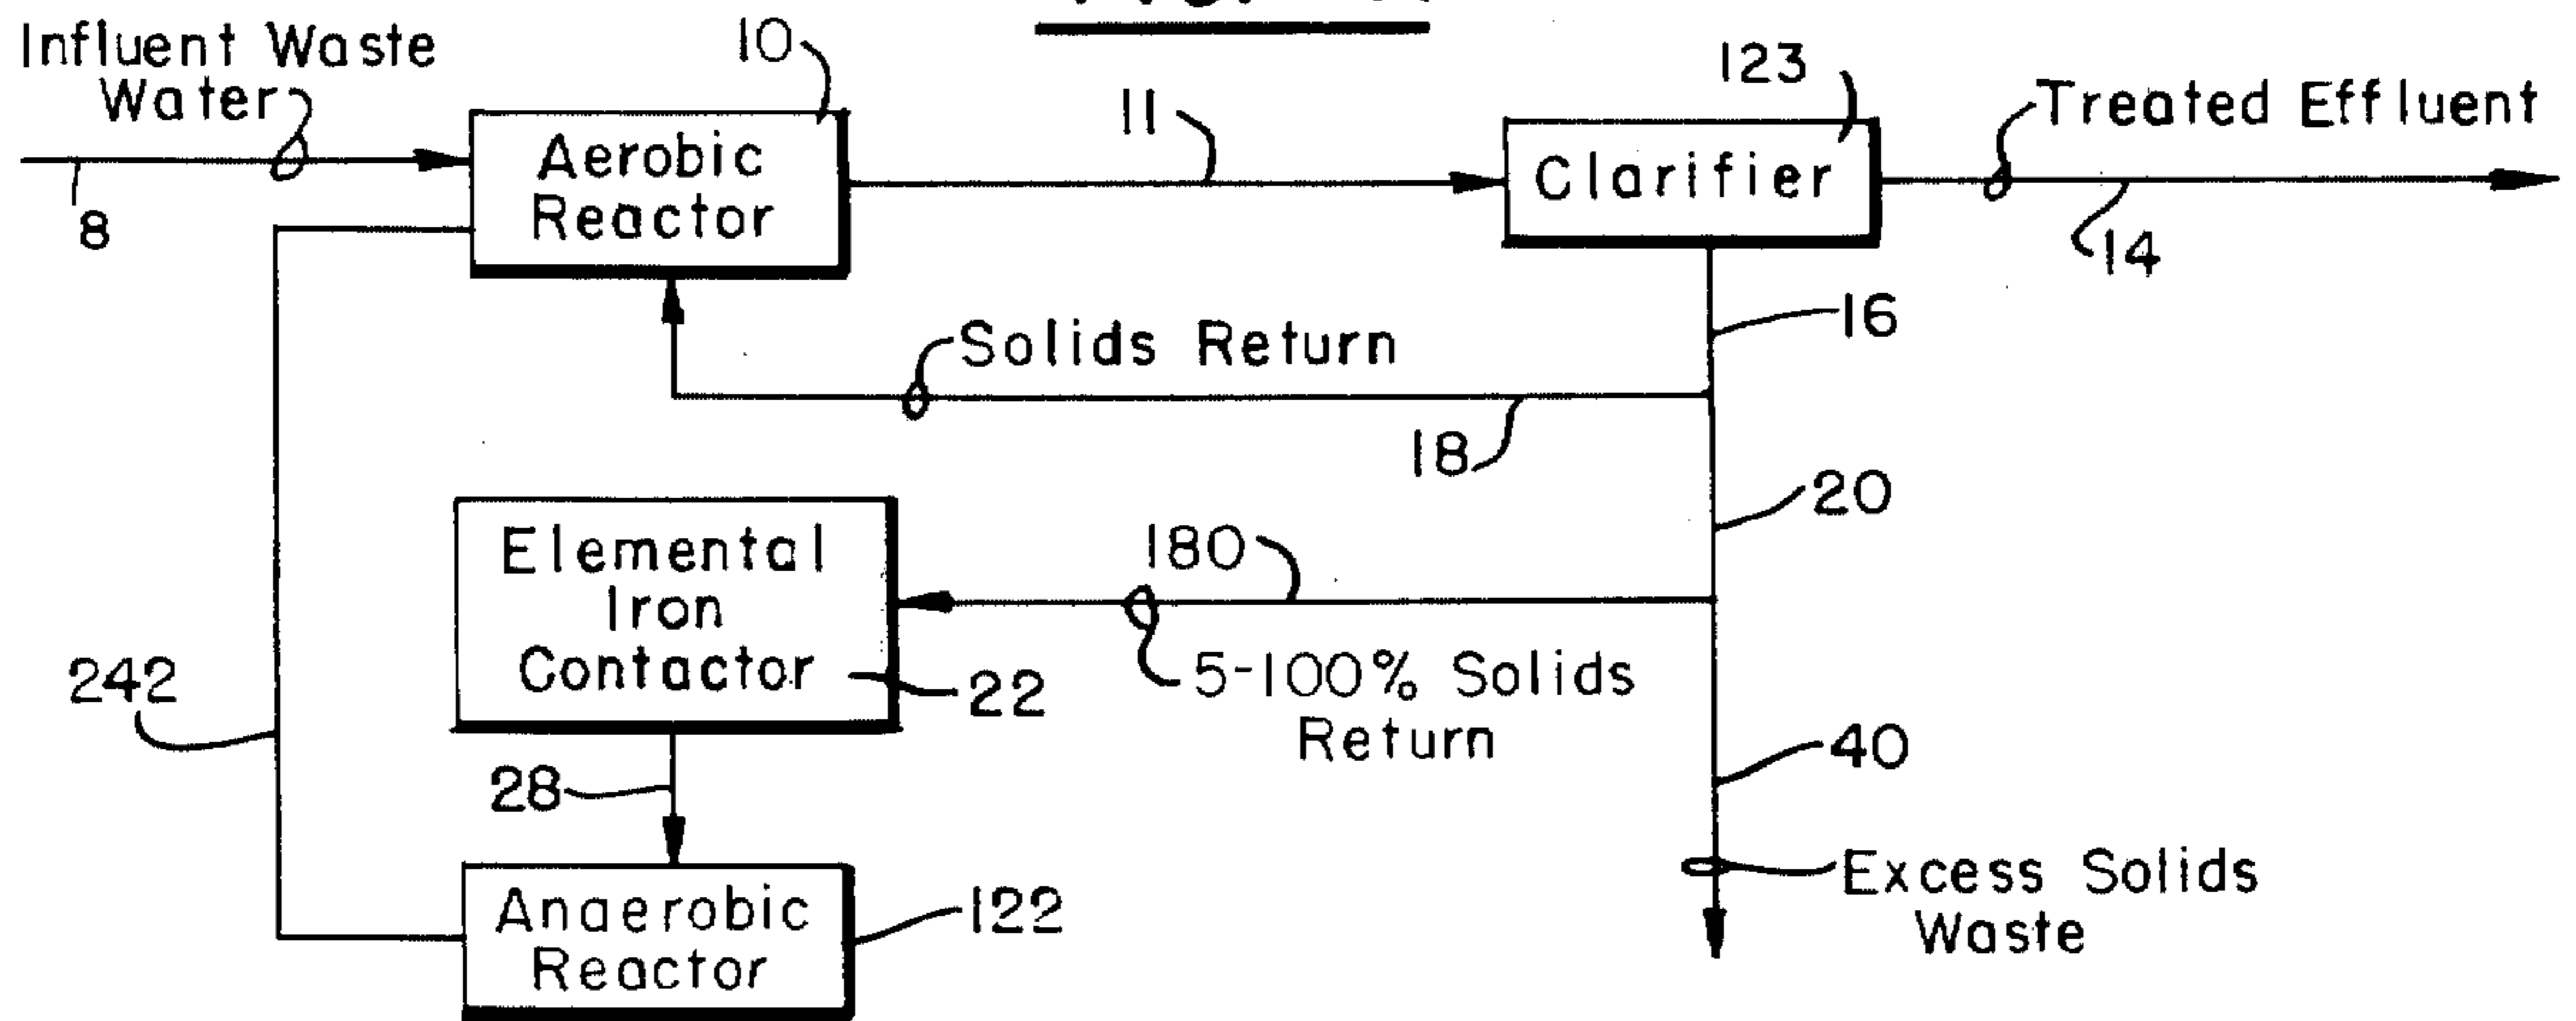 Influent Waste
Water
8
10
Aerobic
Reactor
11
123
Clarifier
Treated Effluent
14
16
Solids Return
18
20
Elemental
Iron
Contactor
22
180
5-100% Solids
Return
242
28
40
Anaerobic
Reactor
122
Excess Solids
Waste